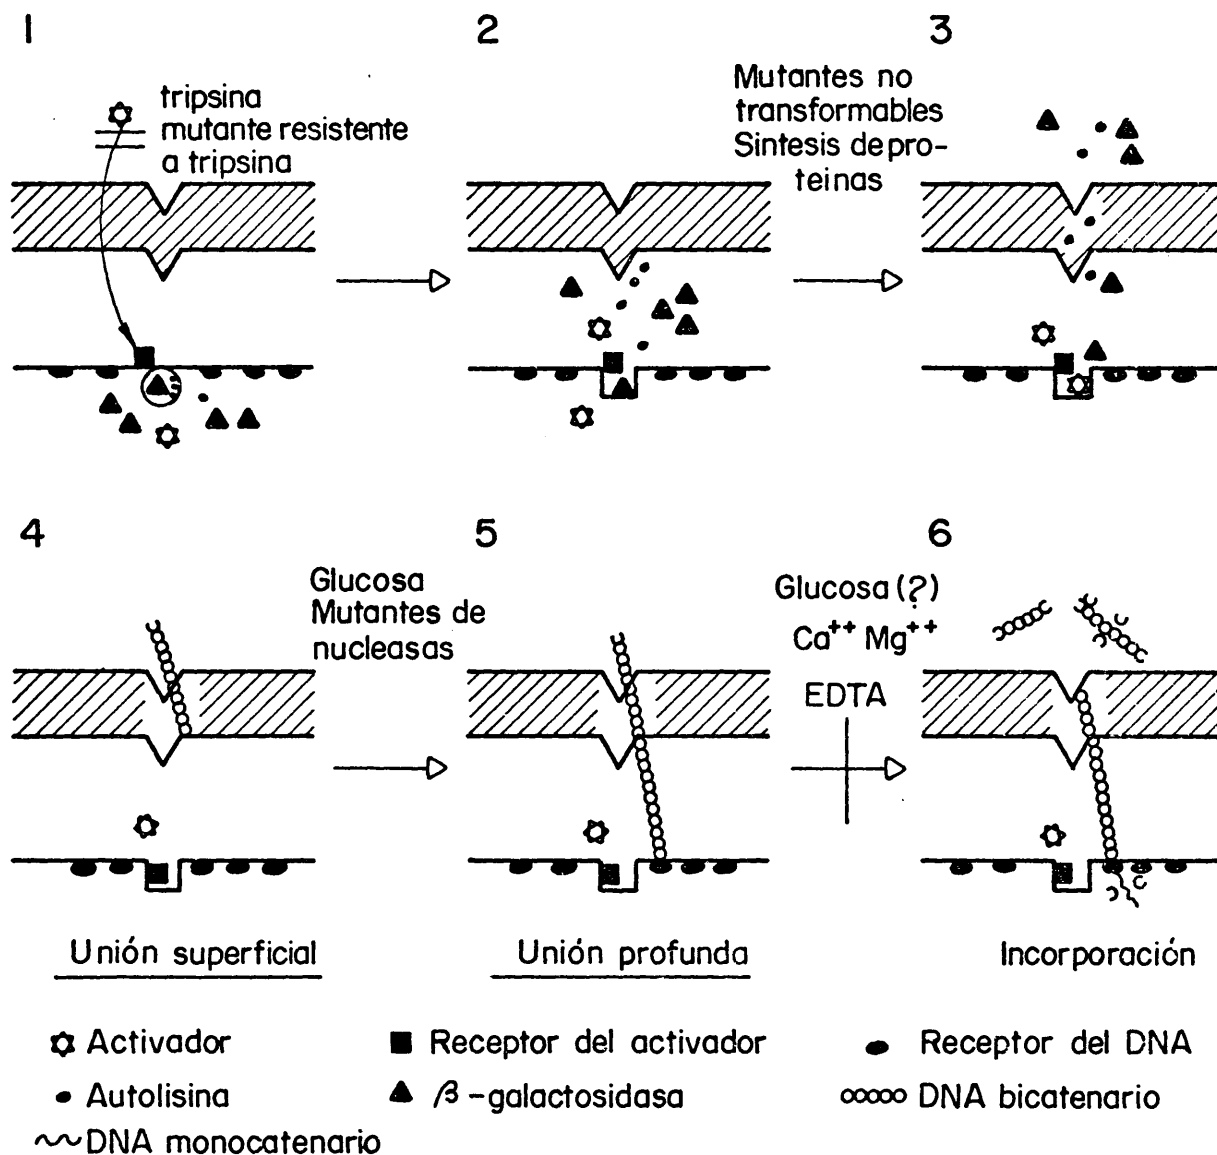 1
tripsina
mutante resistente
a tripsina
2
Mutantes no
transformables
Sintesis de pro-
teinas
3
4
Glucosa
Mutantes de
nucleasas
5
Glucosa (?)
Ca++ Mg++
EDTA
6
Unión superficial
Unión profunda
Incorporación
Activador
Receptor del activador
Receptor del DNA
Autolisina
β-galactosidasa
DNA bicatenario
DNA monocatenario